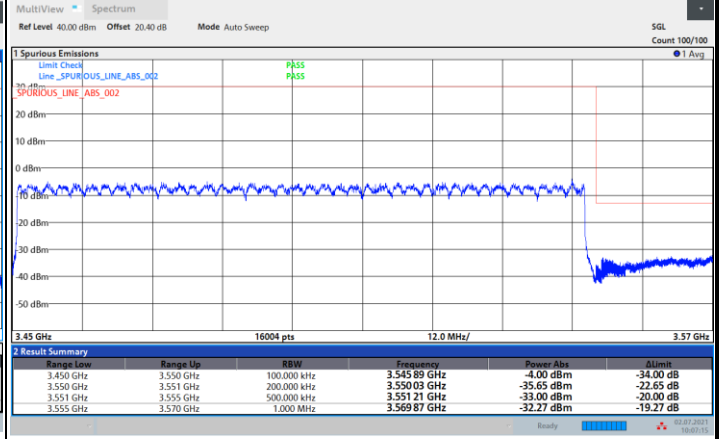 MultiView Spectrum
Ref Level 40.00 dBm Offset 20.40 dB Mode Auto Sweep SGL
Count 100/100
1 Spurious Emissions 1 Avg
Limit Check PASS
Line _SPURIOUS_LINE_ABS_002 PASS
30 dBm
_SPURIOUS_LINE_ABS_002
20 dBm
10 dBm
0 dBm
-10 dBm
-20 dBm
-30 dBm
-40 dBm
-50 dBm
3.45 GHz 16004 pts 12.0 MHz/ 3.57 GHz
2 Result Summary
Range Low Range Up RBW Frequency Power Abs ΔLimit
3.450 GHz 3.550 GHz 100.000 kHz 3.545 89 GHz -4.00 dBm -34.00 dB
3.550 GHz 3.551 GHz 200.000 kHz 3.550 03 GHz -35.65 dBm -22.65 dB
3.551 GHz 3.555 GHz 500.000 kHz 3.551 21 GHz -33.00 dBm -20.00 dB
3.555 GHz 3.570 GHz 1.000 MHz 3.569 87 GHz -32.27 dBm -19.27 dB
Ready 02.07.2021
10:07:15